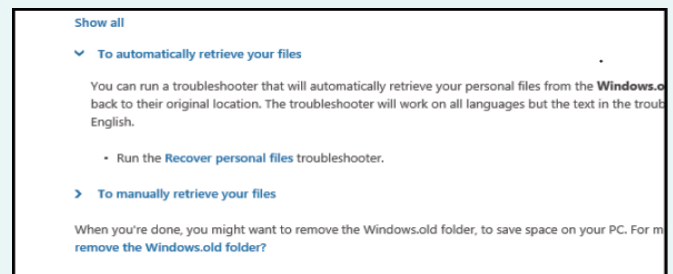 Show all
To automatically retrieve your files
You can run a troubleshooter that will automatically retrieve your personal files from the
back to their original location. The troubleshooter will work on all languages but the text in the
English.
• Run the Recover personal files troubleshooter.
To manually retrieve your files
When you're done, you might want to remove the Windows.old folder, to save space on your PC. For
remove the Windows.old folder?